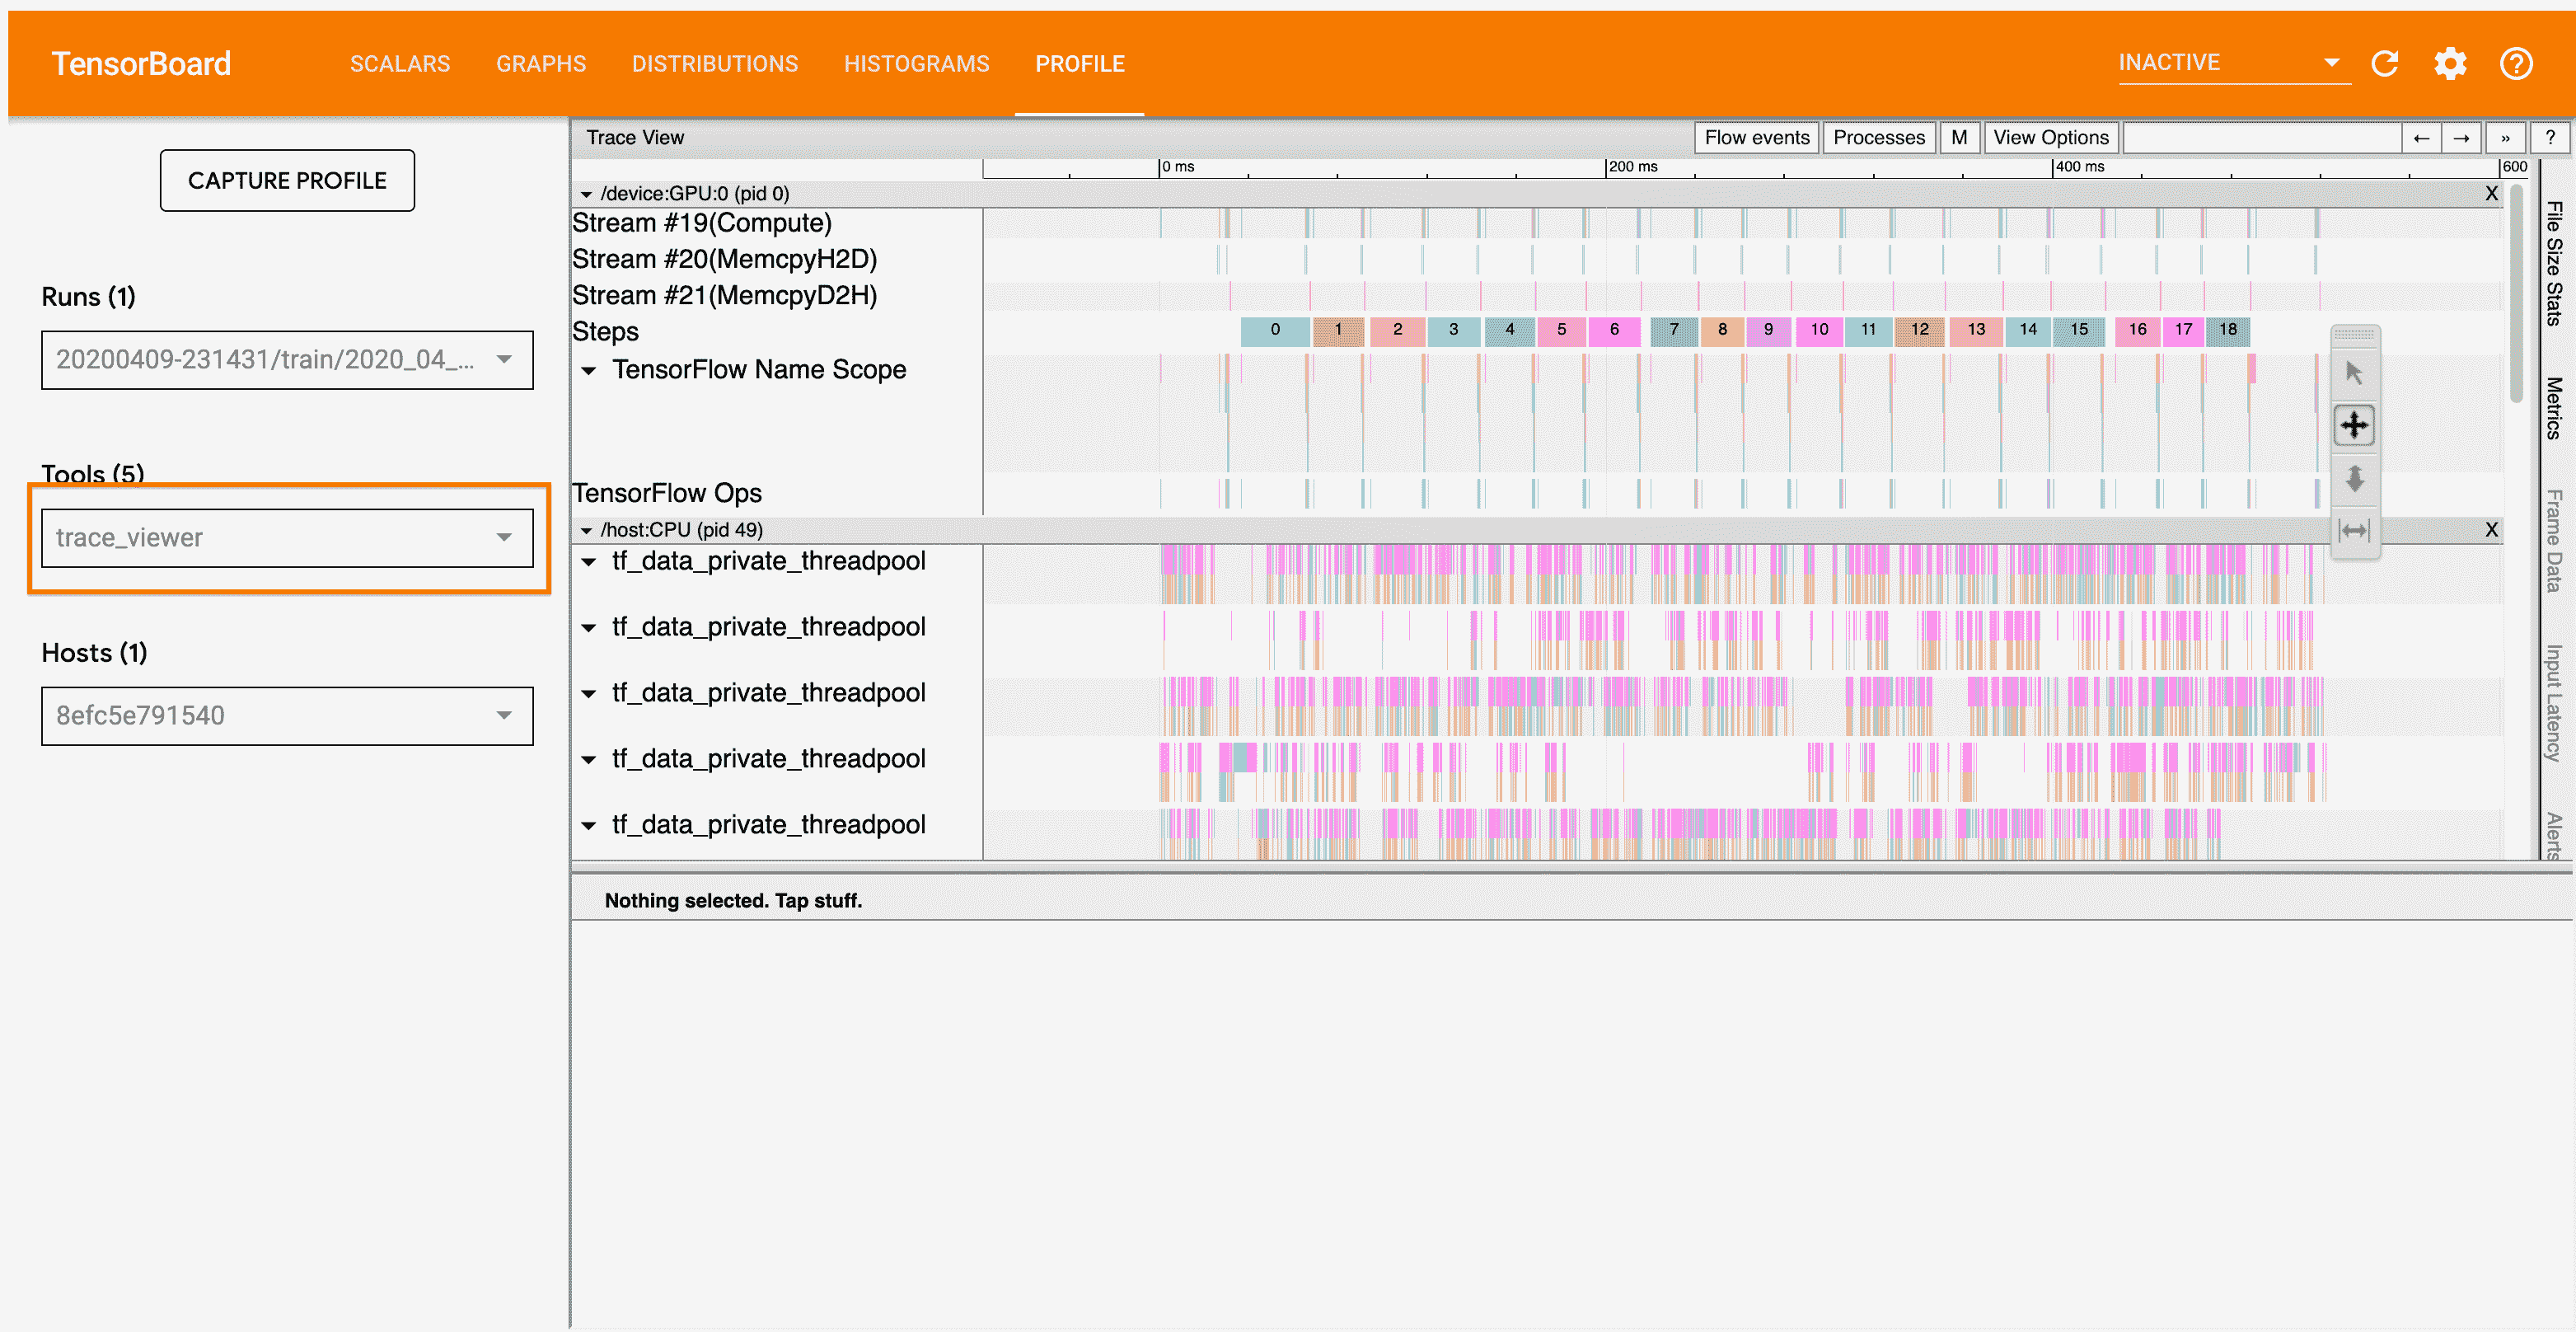 TensorBoard SCALARS GRAPHS DISTRIBUTIONS HISTOGRAMS PROFILE INACTIVE
CAPTURE PROFILE
Runs (1)
20200409-231431/train/2020_04_...
Tools (5)
trace_viewer
Hosts (1)
8efc5e791540
Trace View Flow events Processes M View Options ← → » ?
0 ms 200 ms 400 ms 600
/device:GPU:0 (pid 0) X
Stream #19(Compute)
Stream #20(MemcpyH2D)
Stream #21(MemcpyD2H)
Steps 0 1 2 3 4 5 6 7 8 9 10 11 12 13 14 15 16 17 18
TensorFlow Name Scope
TensorFlow Ops
/host:CPU (pid 49) X
tf_data_private_threadpool
tf_data_private_threadpool
tf_data_private_threadpool
tf_data_private_threadpool
tf_data_private_threadpool
Nothing selected. Tap stuff.
File Size Stats
Metrics
Frame Data
Input Latency
Alerts